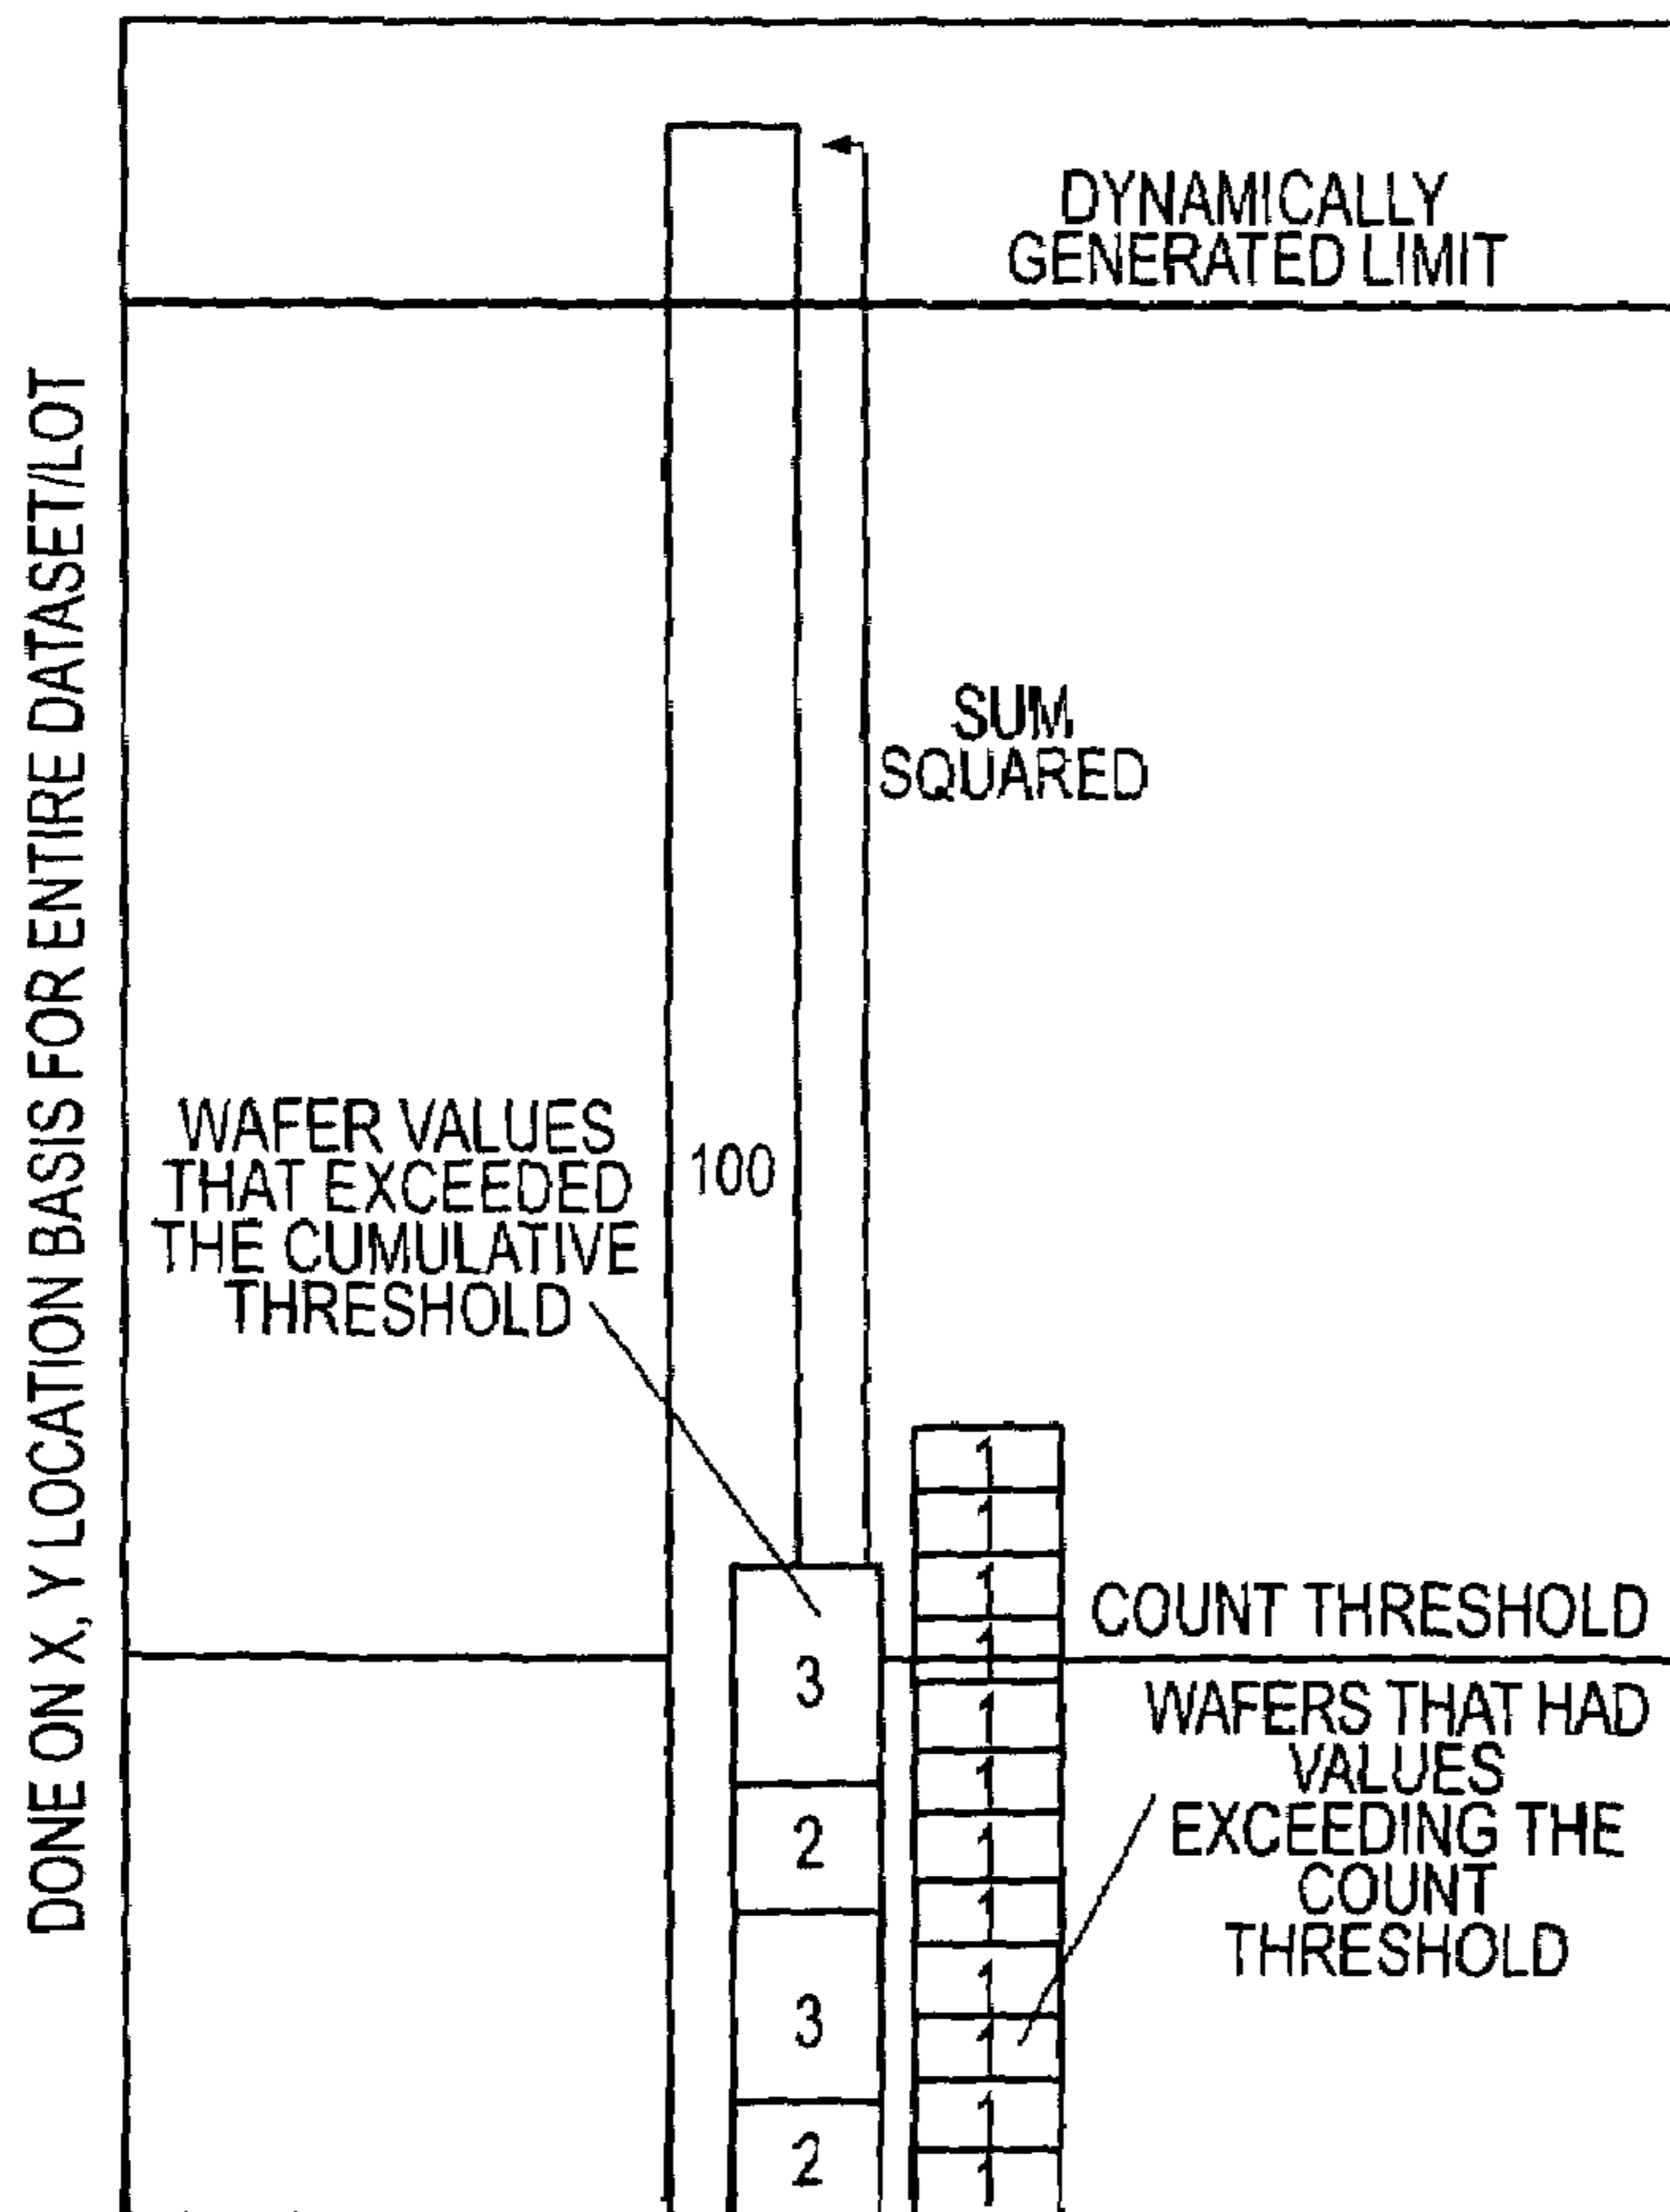 DONE ON X, Y LOCATION BASIS FOR ENTIRE DATASET/LOT
DYNAMICALLY
GENERATED LIMIT
SUM
SQUARED
WAFER VALUES
THAT EXCEEDED
THE CUMULATIVE
THRESHOLD
100
COUNT THRESHOLD
WAFERS THAT HAD
VALUES
EXCEEDING THE
COUNT
THRESHOLD
3
2
3
2
1
1
1
1
1
1
1
1
1
1
1
1